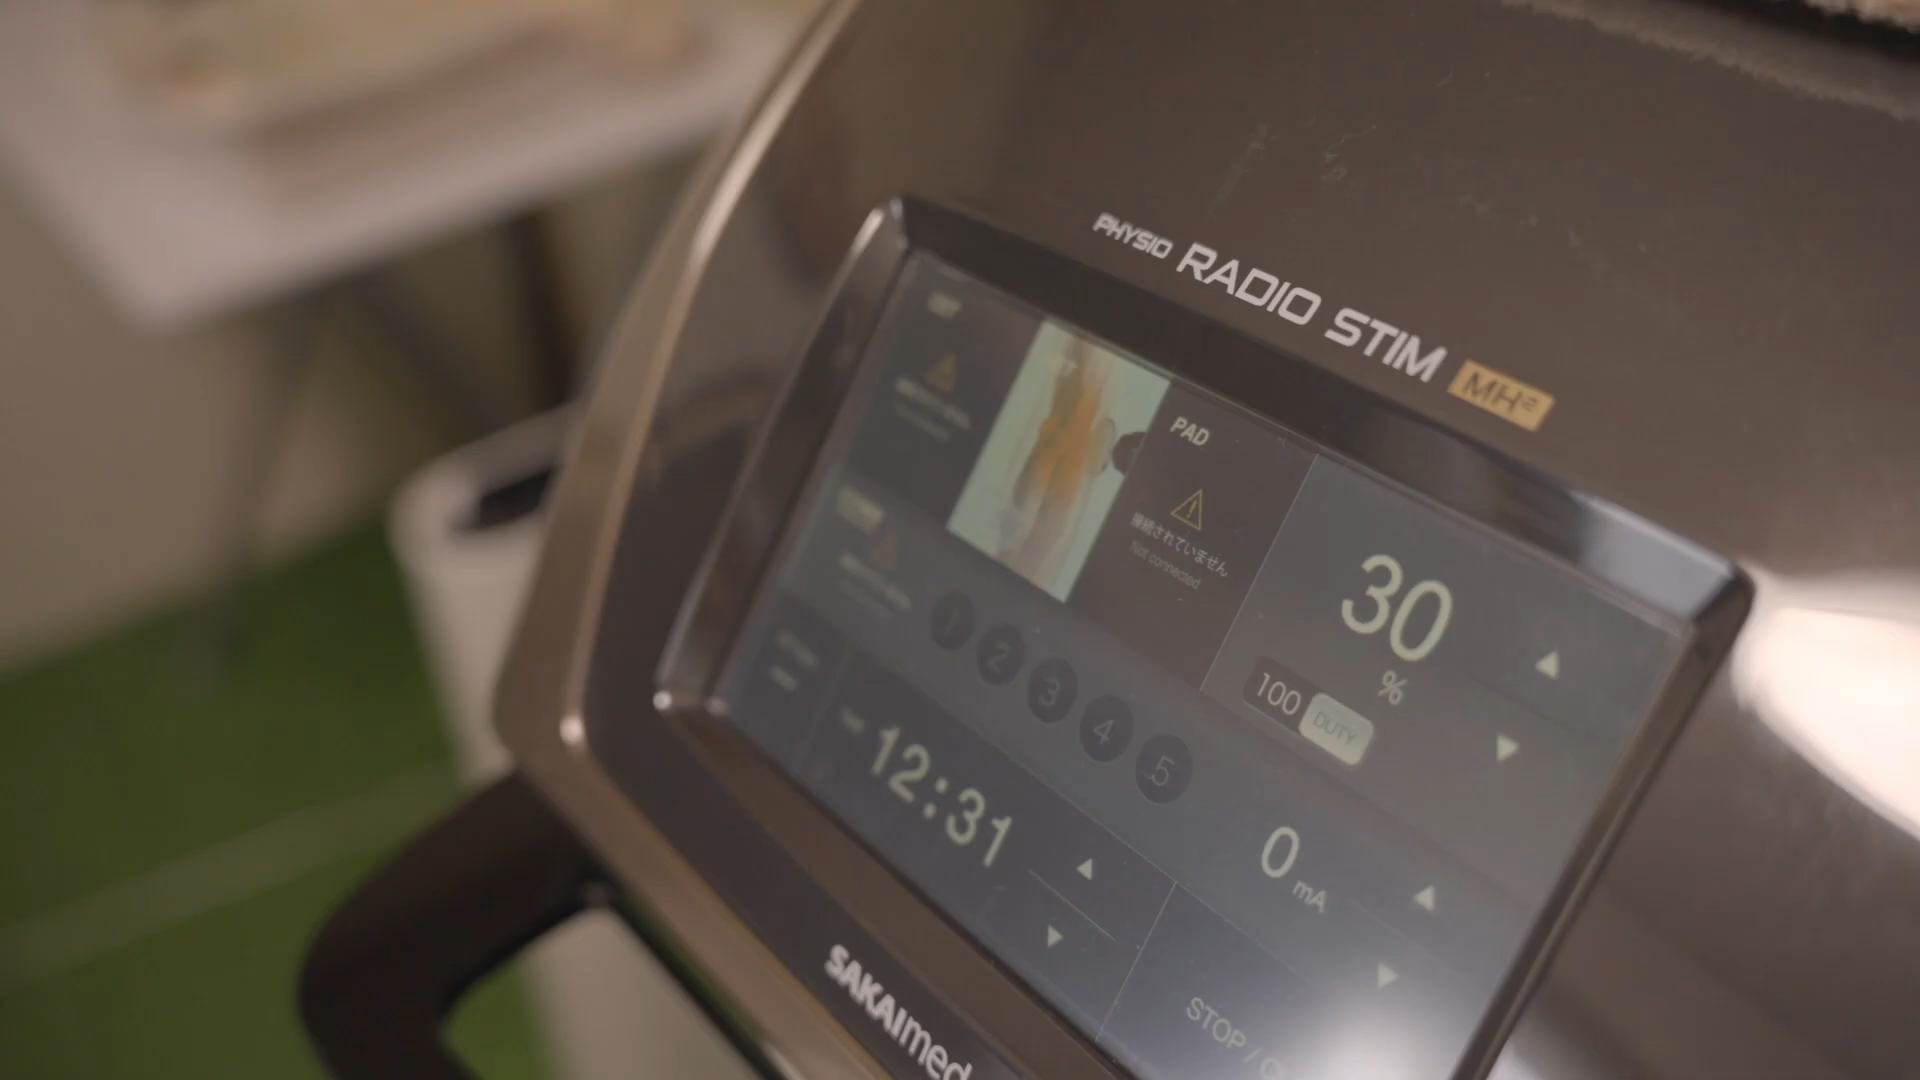 PHYSIO RADIO STIM MH²
PAD
接続されていません
Not connected
30
%
100 DUTY
1 2 3 4 5
12:31
0 mA
STOP /
SAKAImed